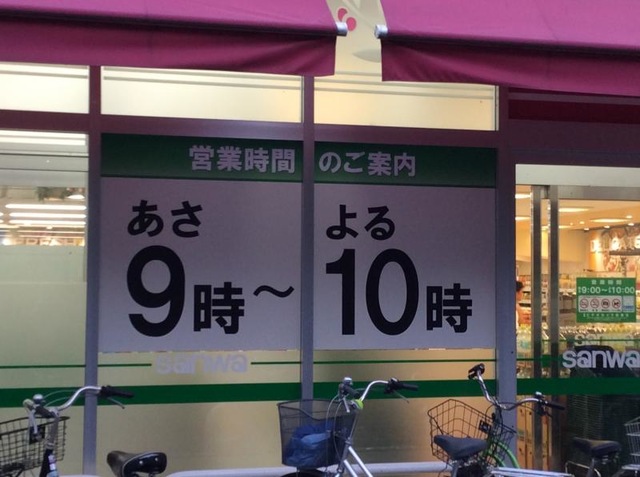 営業時間のご案内
あさ
9時～
よる
10時
sanwa
営業時間
sanwa